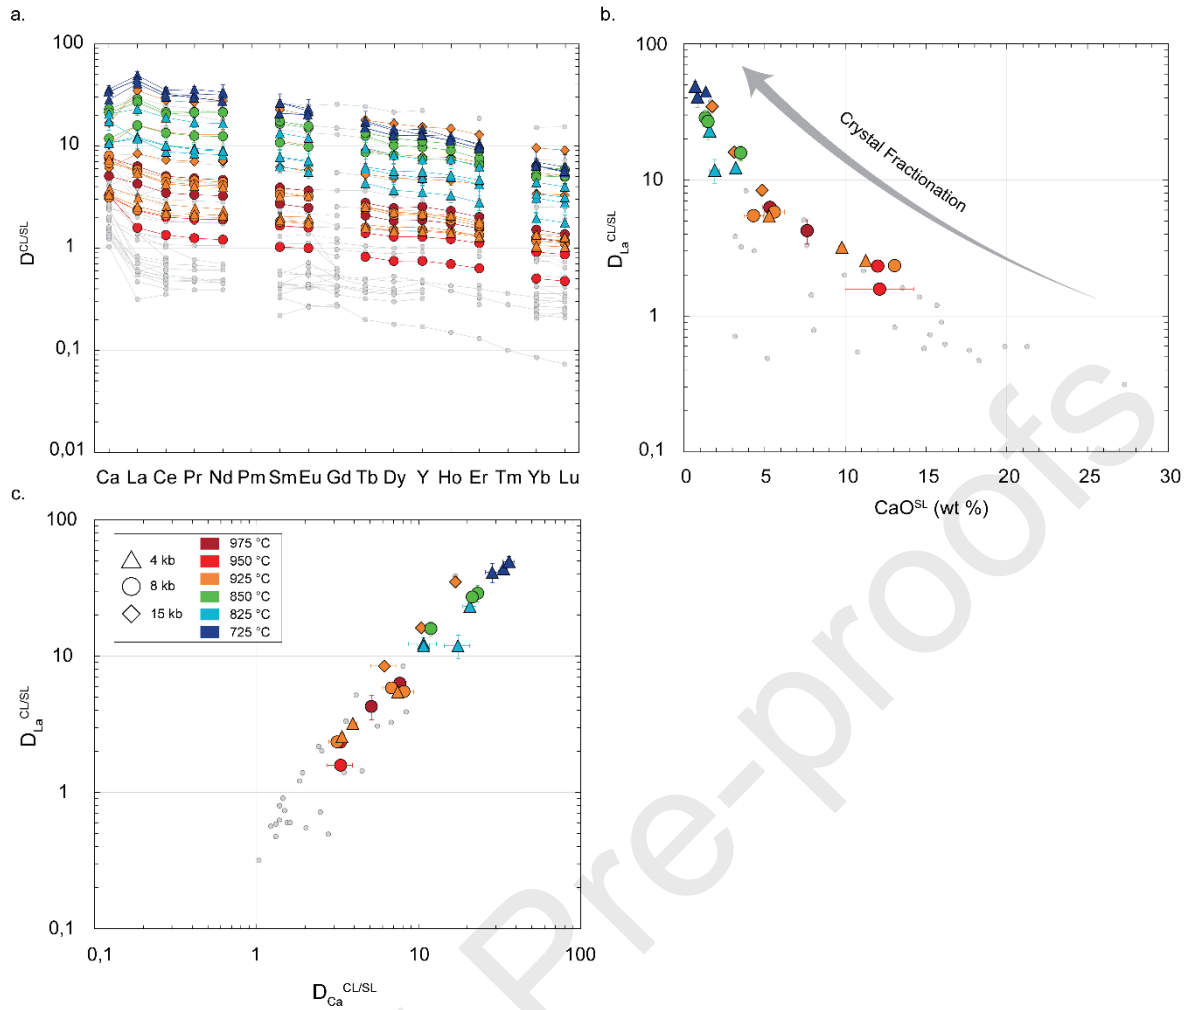 a.
100
10
1
0,1
0,01
D^CL/SL
Ca La Ce Pr Nd Pm Sm Eu Gd Tb Dy Y Ho Er Tm Yb Lu
b.
100
10
1
0,1
D_La^CL/SL
Crystal Fractionation
0 5 10 15 20 25 30
CaO^SL (wt %)
c.
100
10
1
0,1
D_La^CL/SL
4 kb
8 kb
15 kb
975 °C
950 °C
925 °C
850 °C
825 °C
725 °C
0,1 1 10 100
D_Ca^CL/SL
Pre-proofs